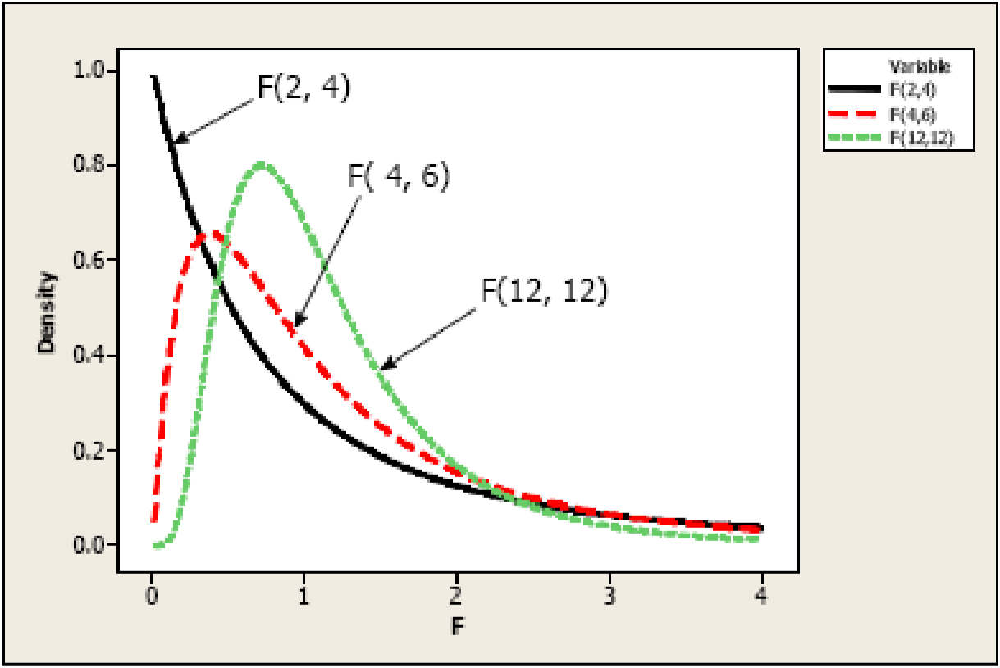 1.0
0.8
0.6
0.4
0.2
0.0
Density
0 1 2 3 4
F
F(2, 4)
F( 4, 6)
F(12, 12)
Variable
F(2,4)
F(4,6)
F(12,12)